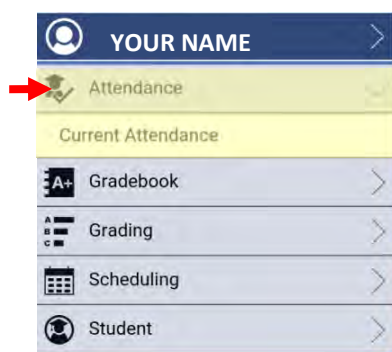 YOUR NAME
Attendance
Current Attendance
A+ Gradebook
A
B
C
Grading
Scheduling
Student